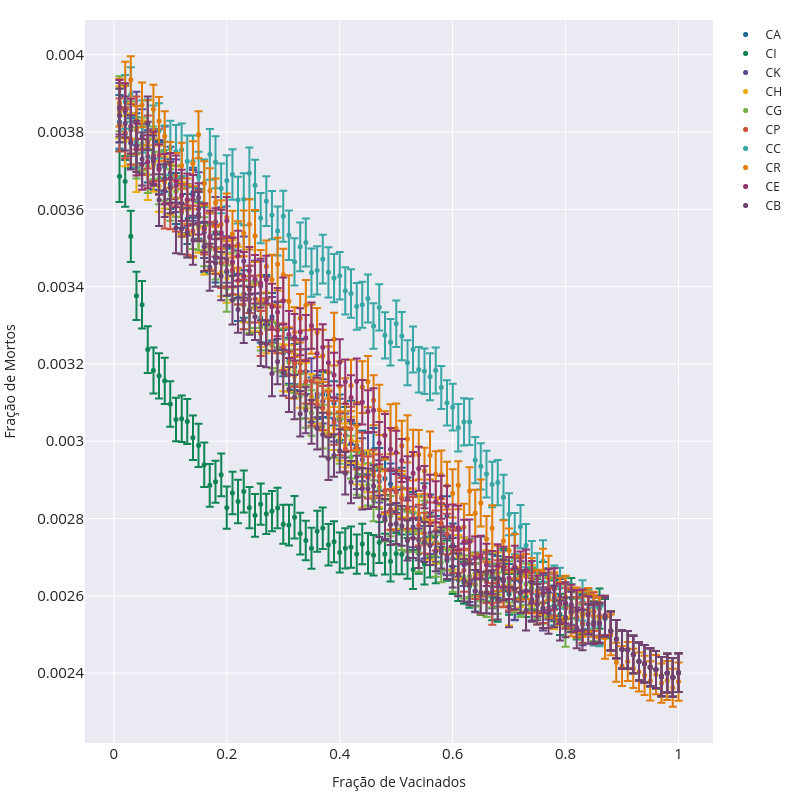 0.004
0.0038
0.0036
0.0034
0.0032
0.003
0.0028
0.0026
0.0024
Fração de Mortos
0
0.2
0.4
0.6
0.8
1
Fração de Vacinados
CA
CI
CK
CH
CG
CP
CC
CR
CE
CB